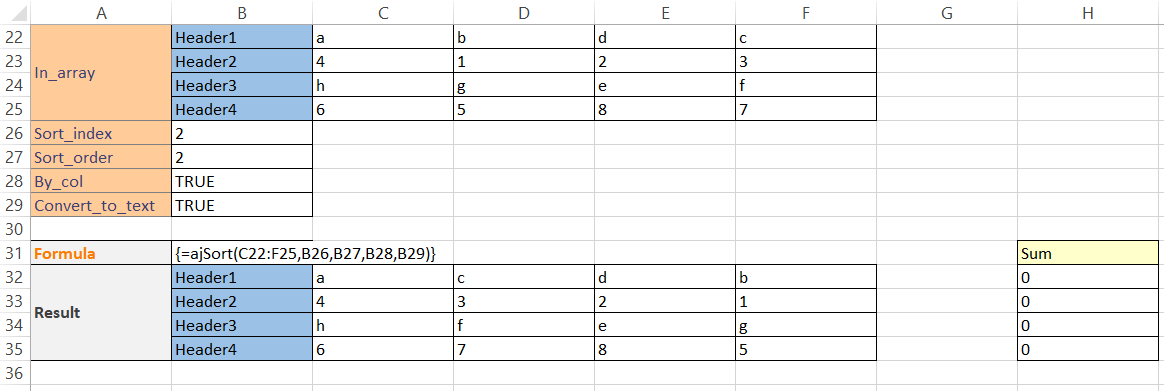 A B C D E F G H
22 Header1 a b d c
23 In_array Header2 4 1 2 3
24 Header3 h g e f
25 Header4 6 5 8 7
26 Sort_index 2
27 Sort_order 2
28 By_col TRUE
29 Convert_to_text TRUE
30
31 Formula {=ajSort(C22:F25,B26,B27,B28,B29)} Sum
32 Header1 a c d b 0
33 Result Header2 4 3 2 1 0
34 Header3 h f e g 0
35 Header4 6 7 8 5 0
36